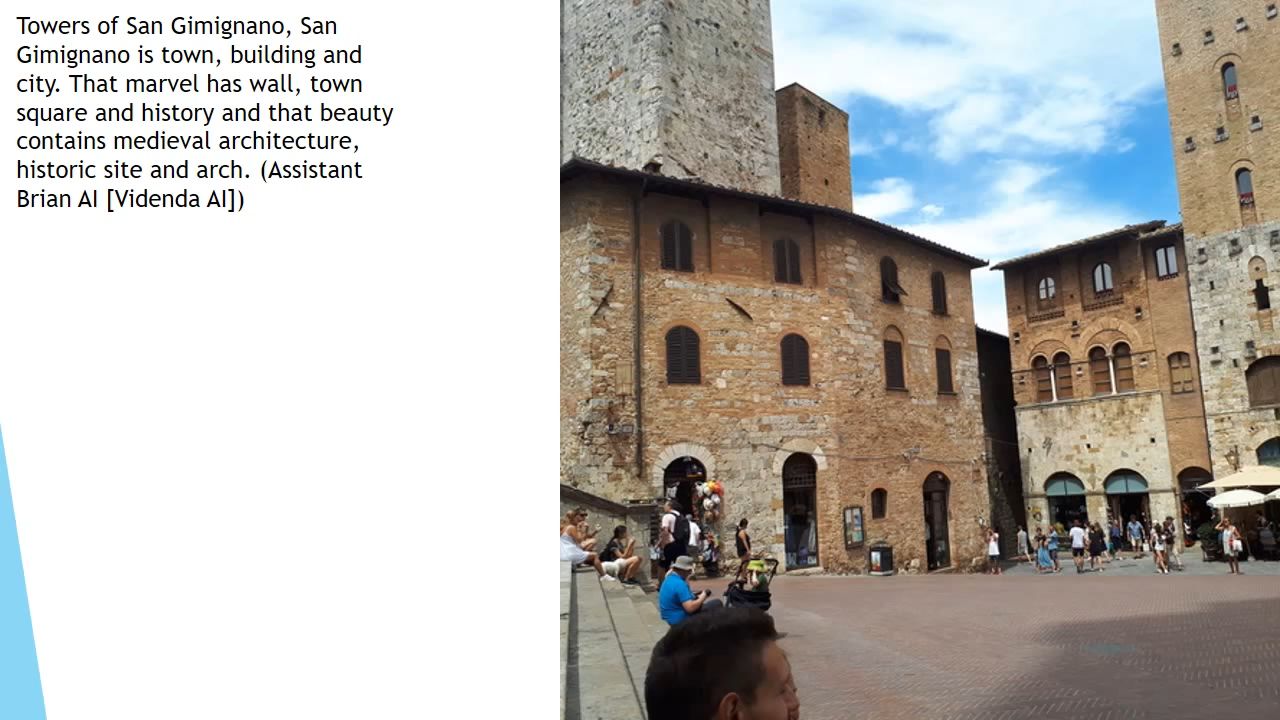 Towers of San Gimignano, San
Gimignano is town, building and
city. That marvel has wall, town
square and history and that beauty
contains medieval architecture,
historic site and arch. (Assistant
Brian AI [Videnda AI])